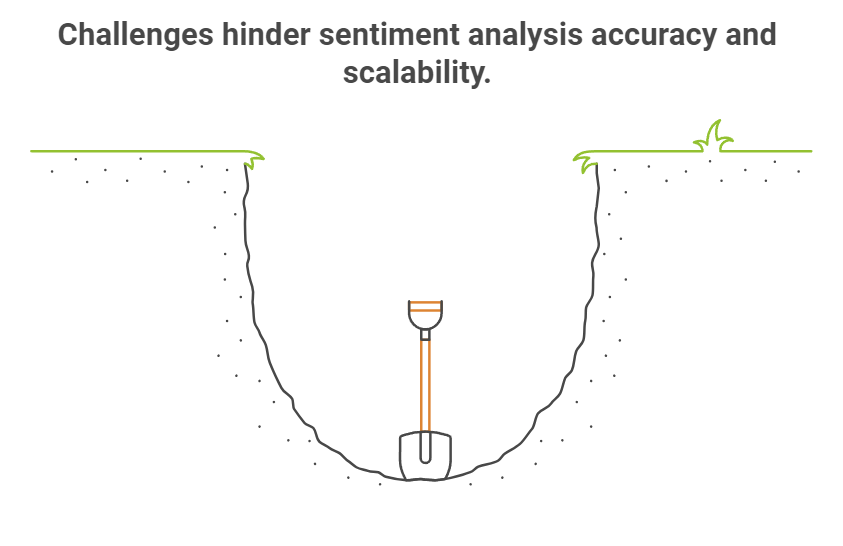 Challenges hinder sentiment analysis accuracy and
scalability.